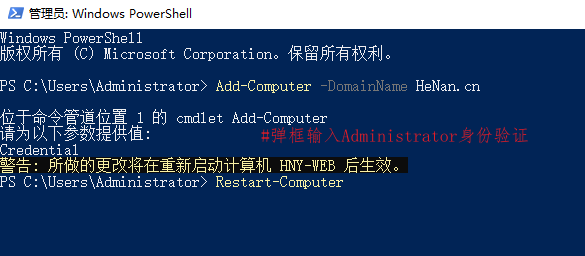 管理员: Windows PowerShell
Windows PowerShell
版权所有 (C) Microsoft Corporation。保留所有权利。
PS C:\Users\Administrator> Add-Computer -DomainName HeNan.cn
位于命令管道位置 1 的 cmdlet Add-Computer
请为以下参数提供值:
#弹框输入Administrator身份验证
Credential
警告: 所做的更改将在重新启动计算机 HNY-WEB 后生效。
PS C:\Users\Administrator> Restart-Computer